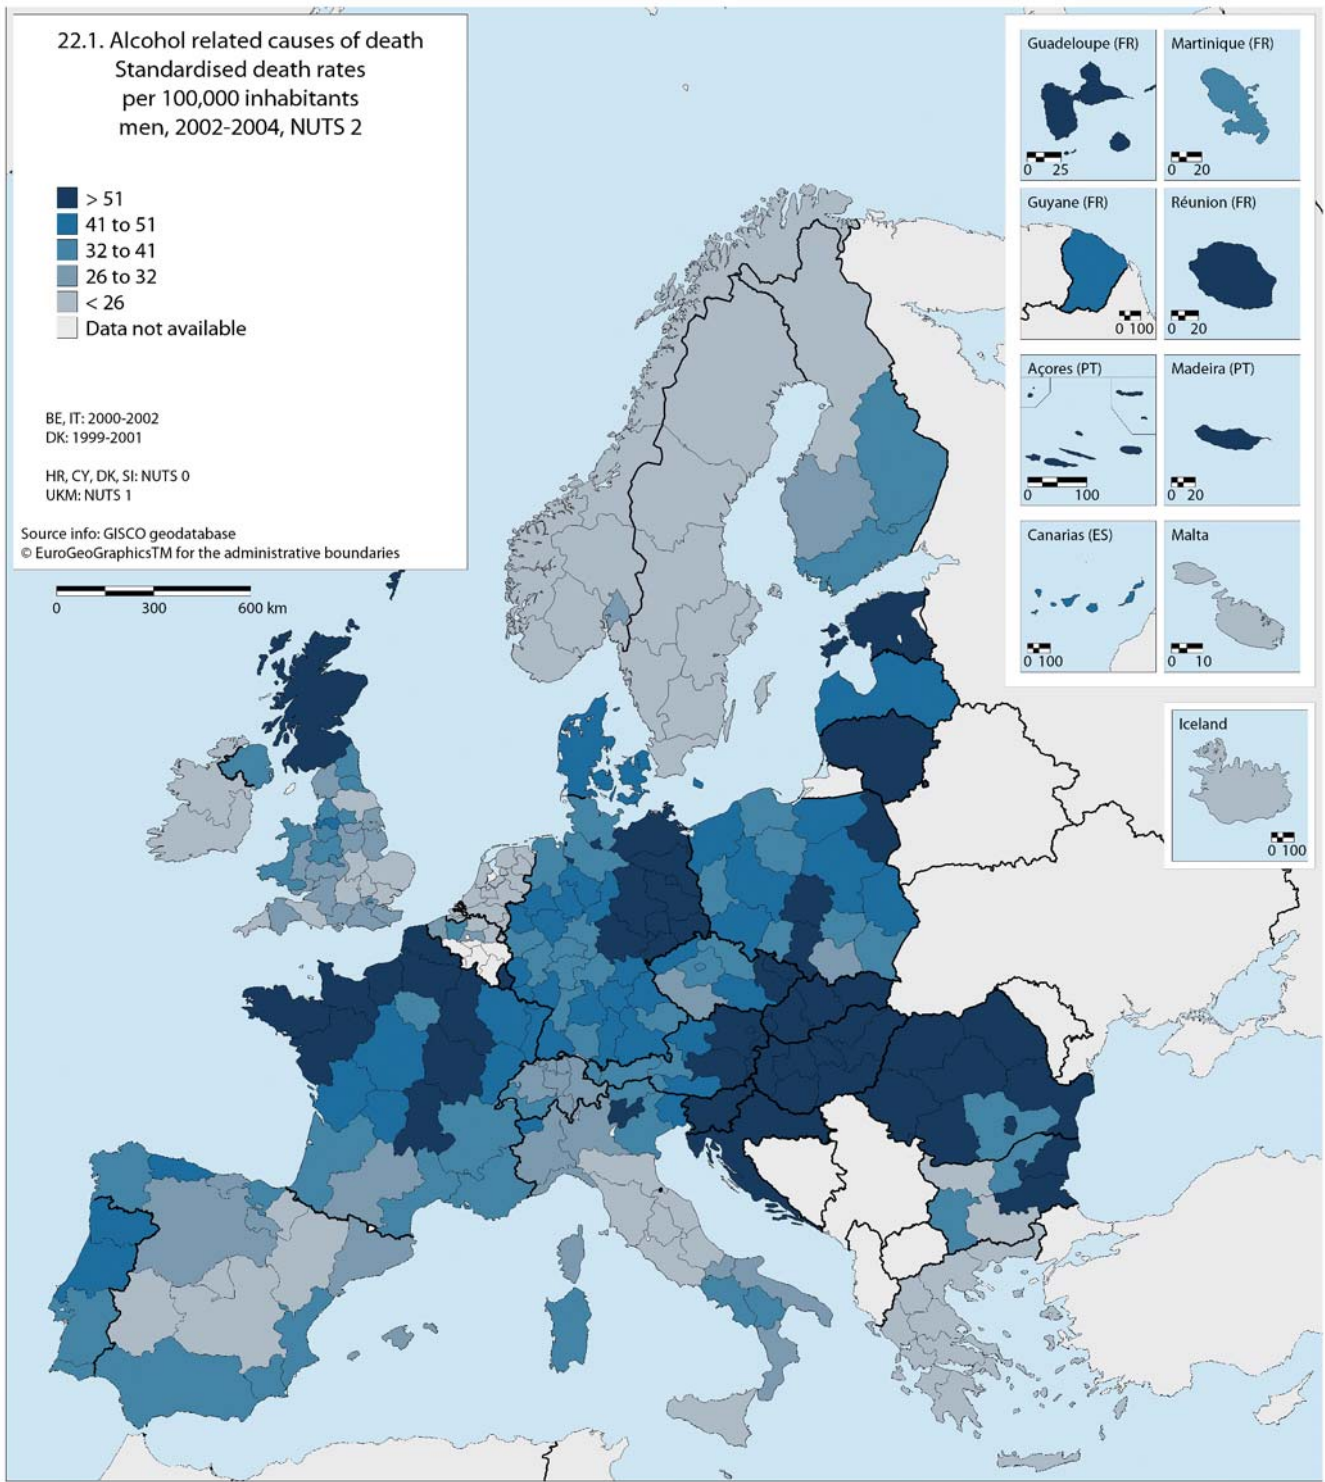 22.1. Alcohol related causes of death
Standardised death rates
per 100,000 inhabitants
men, 2002-2004, NUTS 2
> 51
41 to 51
32 to 41
26 to 32
< 26
Data not available
BE, IT: 2000-2002
DK: 1999-2001
HR, CY, DK, SI: NUTS 0
UKM: NUTS 1
Source info: GISCO geodatabase
© EuroGeoGraphicsTM for the administrative boundaries
0 300 600 km
Guadeloupe (FR)
0 25
Martinique (FR)
0 20
Guyane (FR)
0 100
Réunion (FR)
0 20
Açores (PT)
0 100
Madeira (PT)
0 20
Canarias (ES)
0 100
Malta
0 10
Iceland
0 100